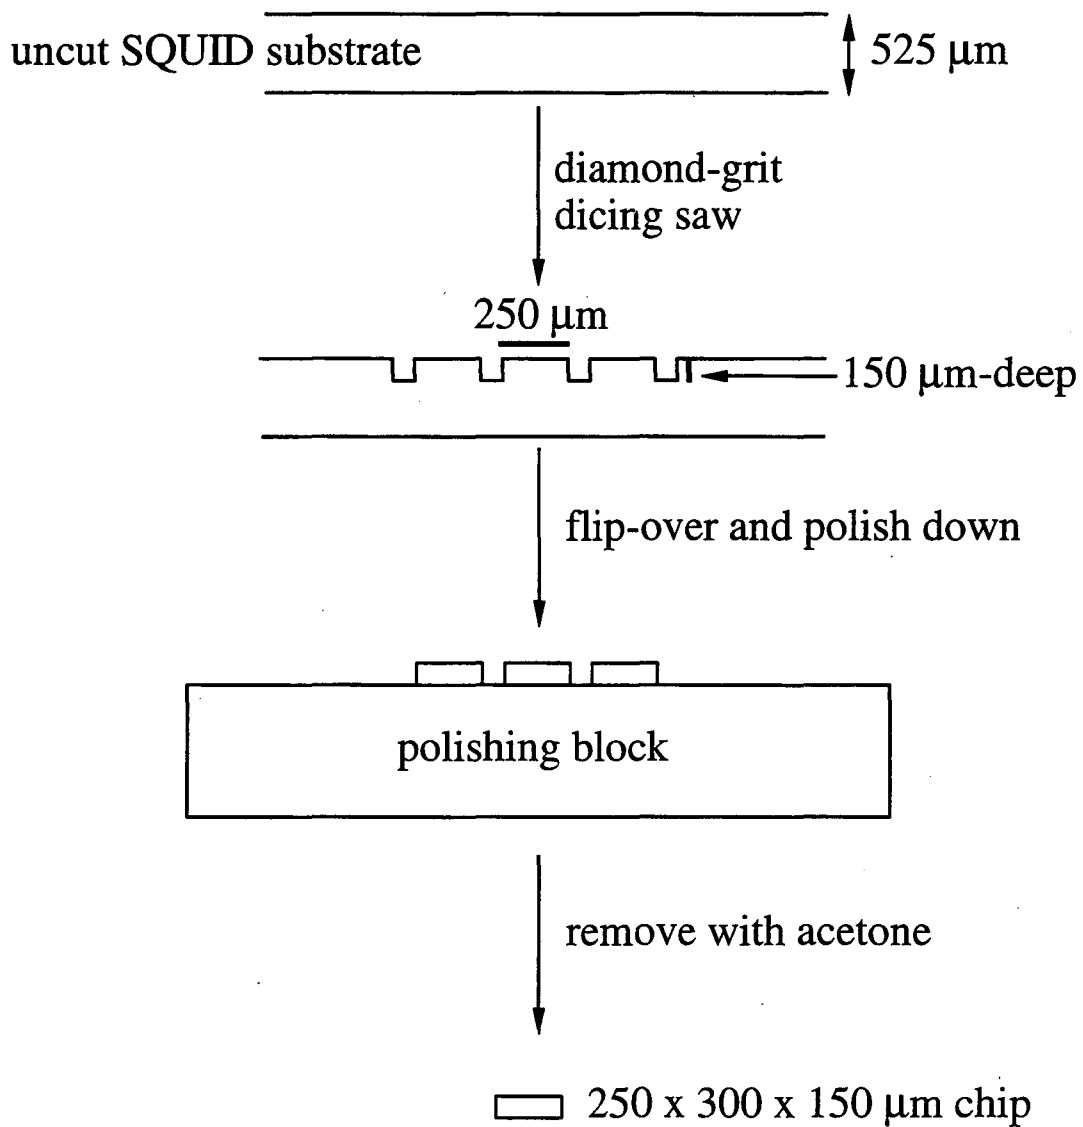 uncut SQUID substrate
525 μm
diamond-grit
dicing saw
250 μm
150 μm-deep
flip-over and polish down
polishing block
remove with acetone
250 x 300 x 150 μm chip